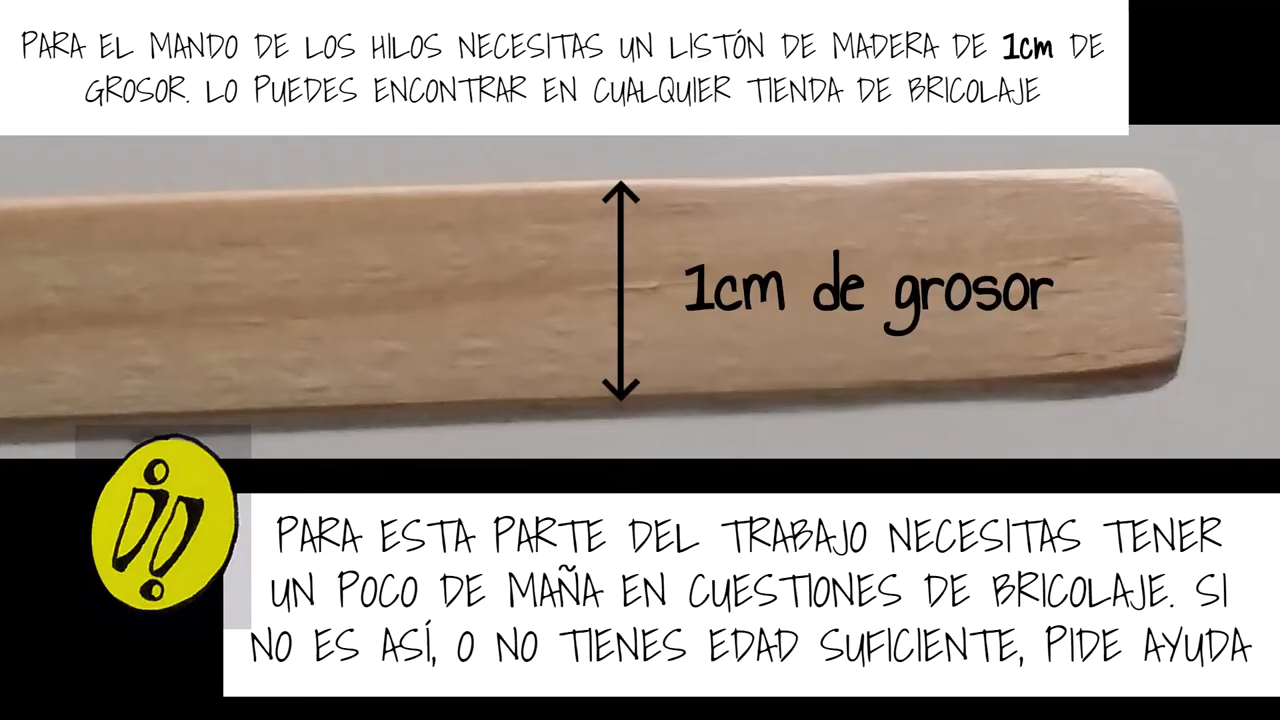 PARA EL MANDO DE LOS HILOS NECESITAS UN LISTÓN DE MADERA DE 1cm DE
GROSOR. LO PUEDES ENCONTRAR EN CUALQUIER TIENDA DE BRICOLAJE
1cm de grosor
¡!
PARA ESTA PARTE DEL TRABAJO NECESITAS TENER
UN POCO DE MAÑA EN CUESTIONES DE BRICOLAJE. SI
NO ES ASÍ, O NO TIENES EDAD SUFICIENTE, PIDE AYUDA